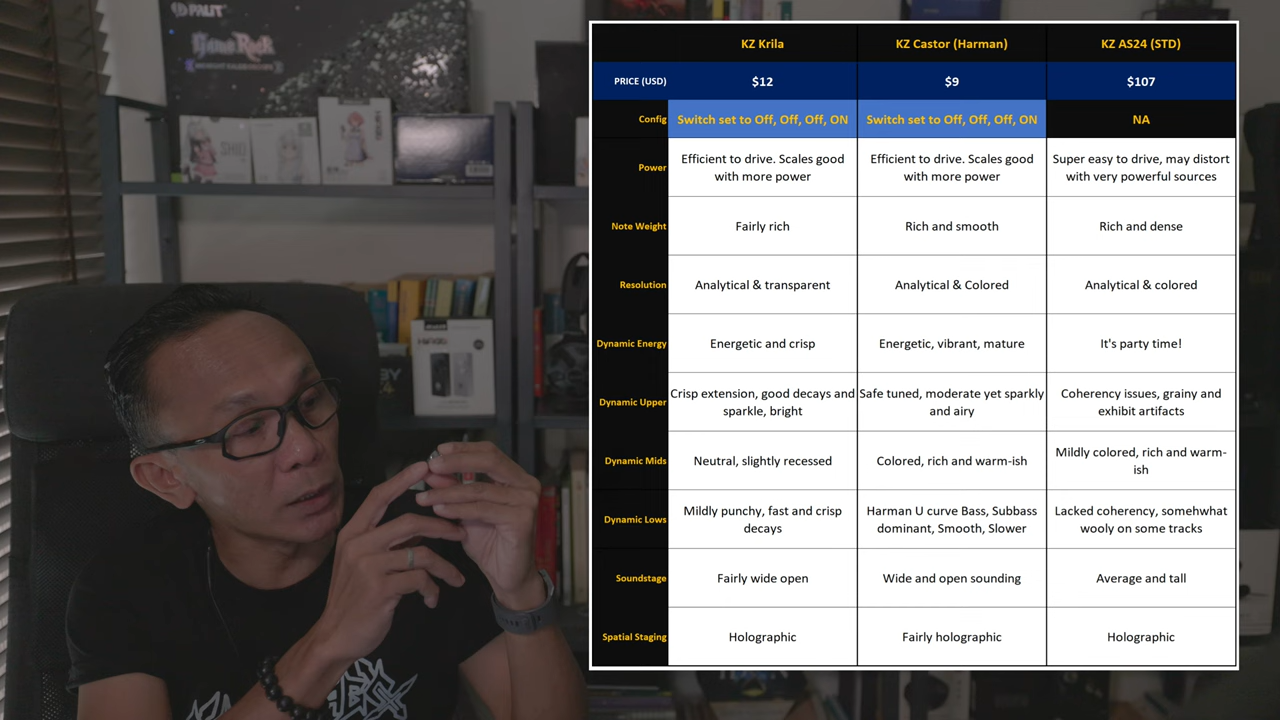 PALIT
GameRock
KZ Krila
KZ Castor (Harman)
KZ AS24 (STD)
PRICE (USD)
$12
$9
$107
Config
Switch set to Off, Off, Off, ON
Switch set to Off, Off, Off, ON
NA
Power
Efficient to drive. Scales good
with more power
Efficient to drive. Scales good
with more power
Super easy to drive, may distort
with very powerful sources
Note Weight
Fairly rich
Rich and smooth
Rich and dense
Resolution
Analytical & transparent
Analytical & Colored
Analytical & colored
Dynamic Energy
Energetic and crisp
Energetic, vibrant, mature
It's party time!
Dynamic Upper
Crisp extension, good decays and
sparkle, bright
Safe tuned, moderate yet sparkly
and airy
Coherency issues, grainy and
exhibit artifacts
Dynamic Mids
Neutral, slightly recessed
Colored, rich and warm-ish
Mildly colored, rich and warm-
ish
Dynamic Lows
Mildly punchy, fast and crisp
decays
Harman U curve Bass, Subbass
dominant, Smooth, Slower
Lacked coherency, somehwhat
wooly on some tracks
Soundstage
Fairly wide open
Wide and open sounding
Average and tall
Spatial Staging
Holographic
Fairly holographic
Holographic